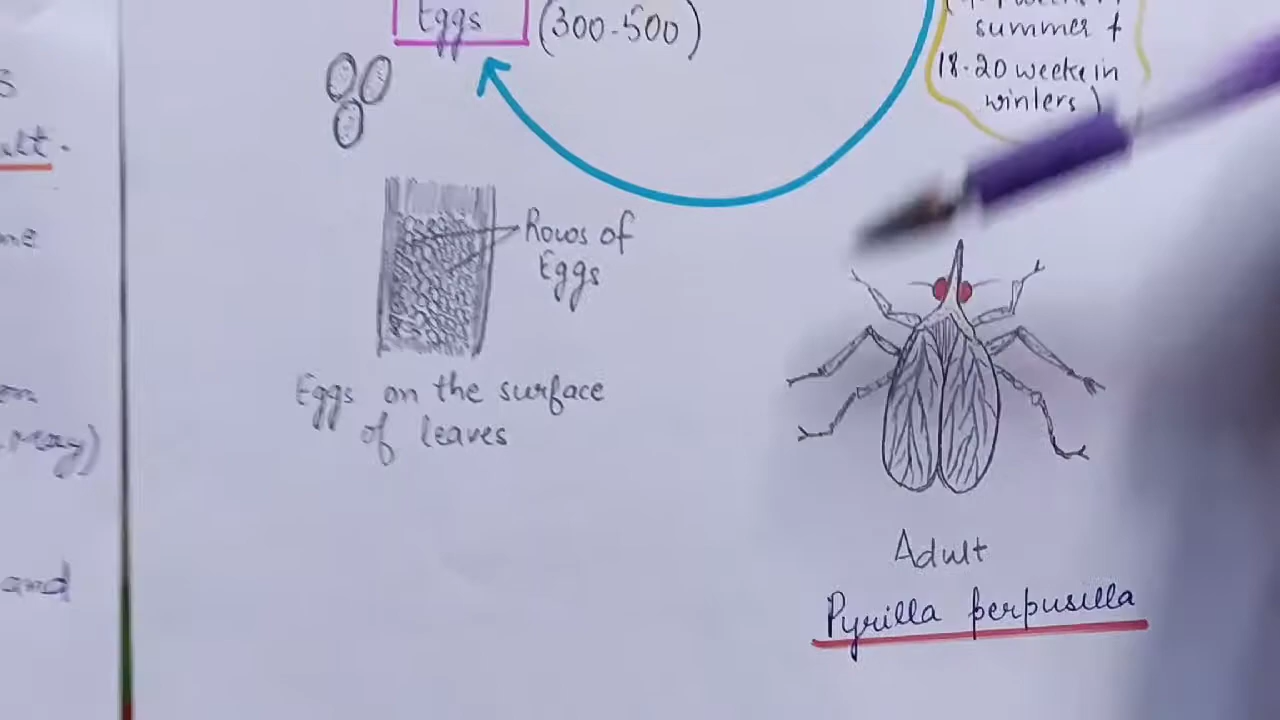 Eggs (300-500)
summer +
18-20 weeks in
winters)
Rows of
Eggs
Eggs on the surface
of leaves
Adult
Pyrilla perpusilla
and